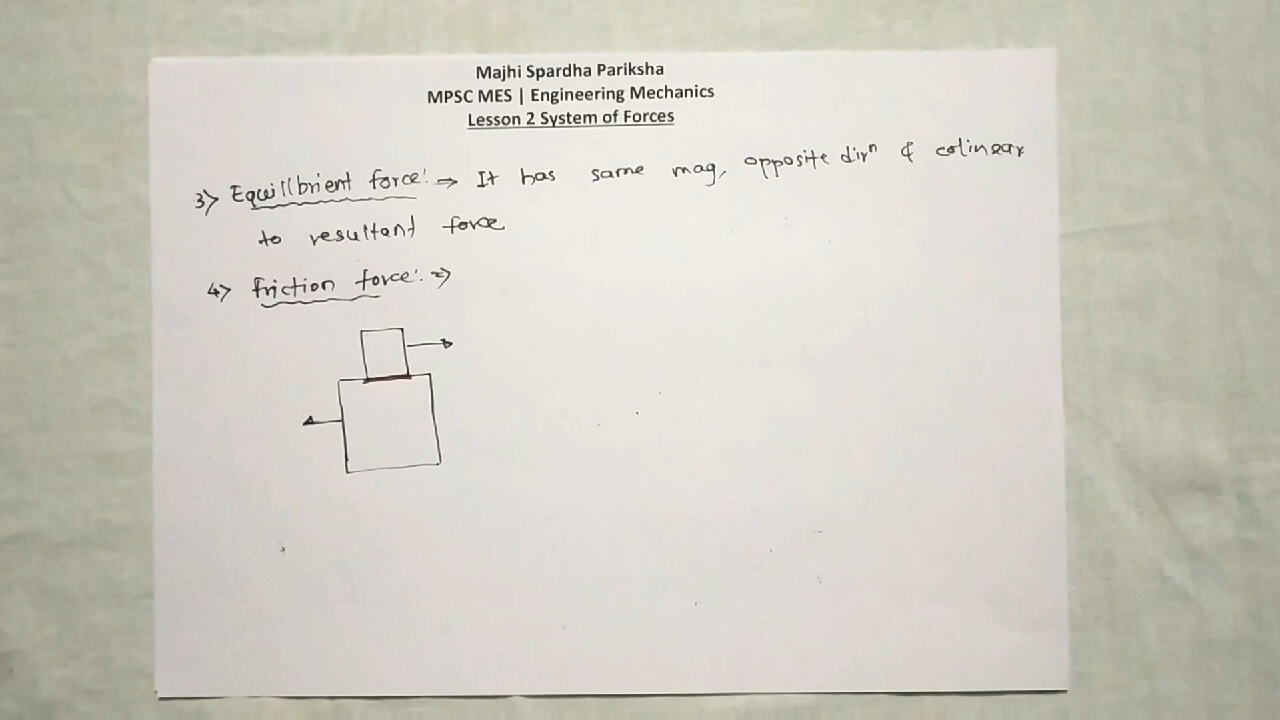 Majhi Spardha Pariksha
MPSC MES | Engineering Mechanics
Lesson 2 System of Forces
3> Equillbrient force: → It has same mag, opposite dirⁿ & colinear
to resultant force
4> friction force: ⇒